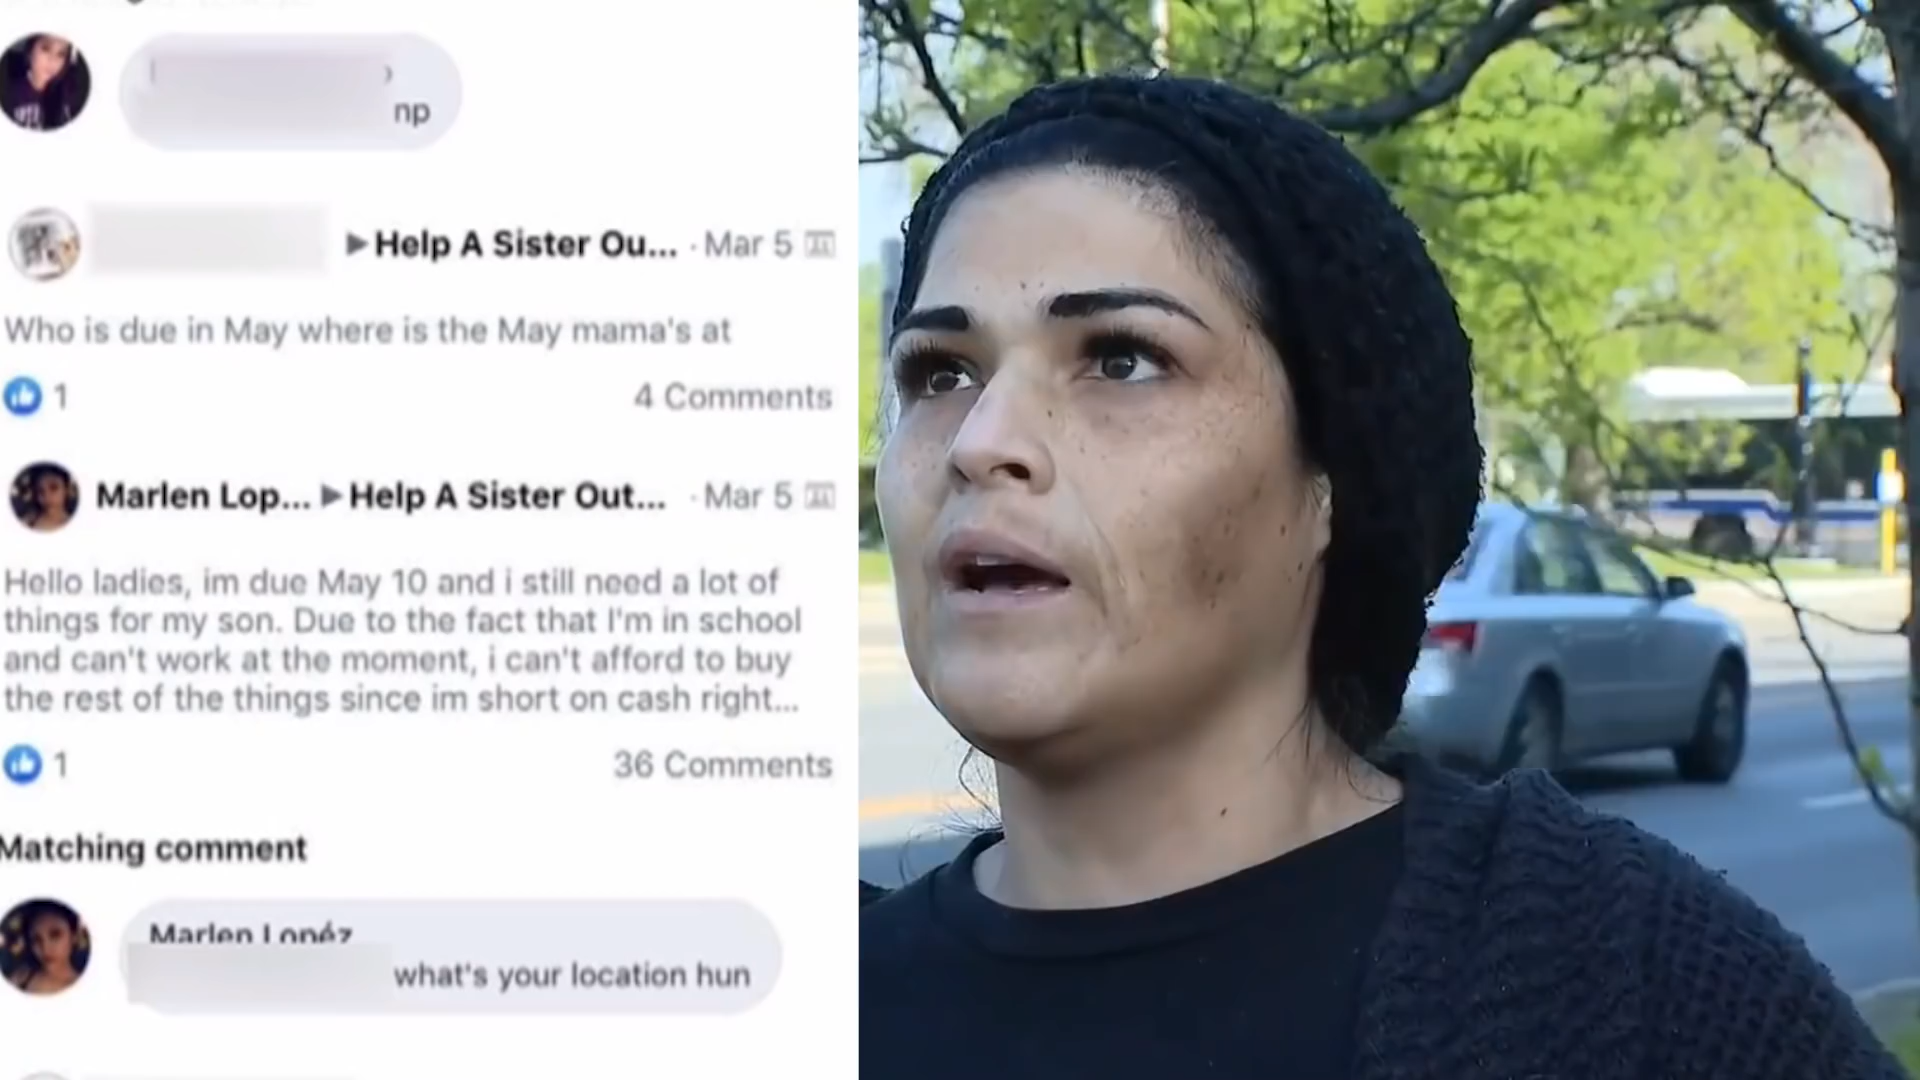 np
▶ Help A Sister Ou... · Mar 5
Who is due in May where is the May mama's at
1
4 Comments
Marlen Lop... ▶ Help A Sister Out... · Mar 5
Hello ladies, im due May 10 and i still need a lot of
things for my son. Due to the fact that I'm in school
and can't work at the moment, i can't afford to buy
the rest of the things since im short on cash right...
1
36 Comments
Matching comment
Marlen Lopéz
what's your location hun